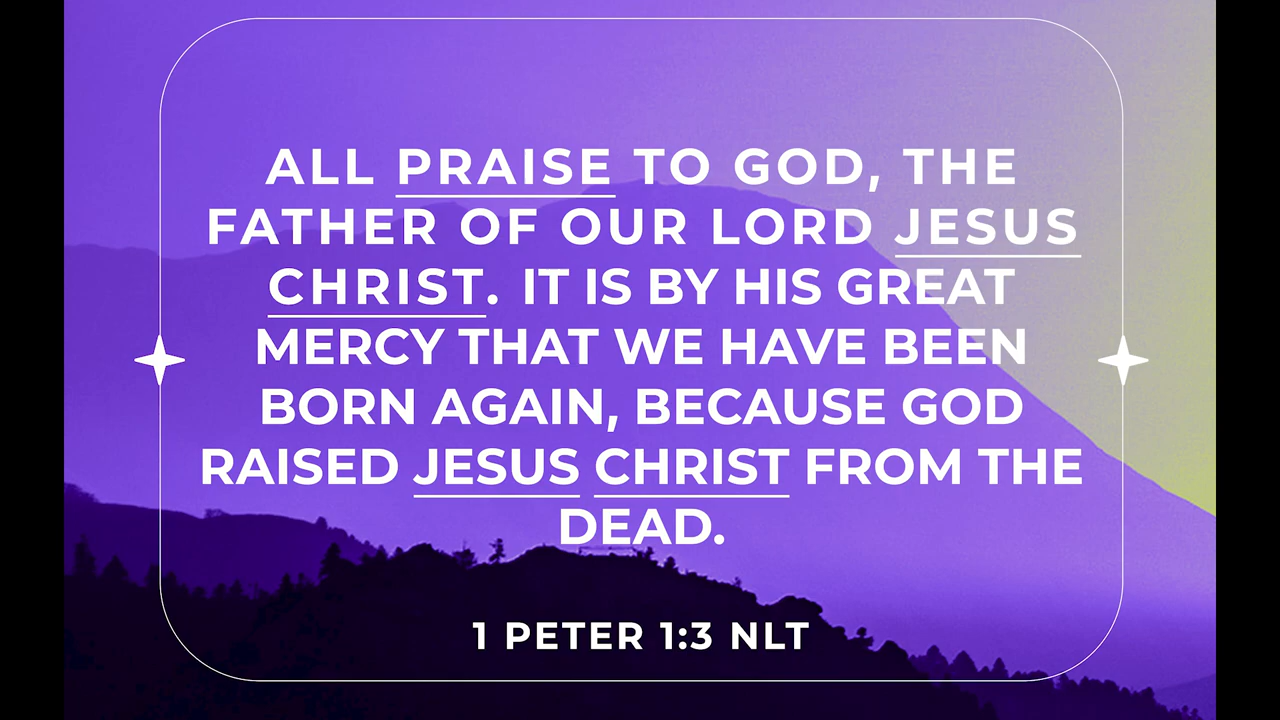 ALL PRAISE TO GOD, THE
FATHER OF OUR LORD JESUS
CHRIST. IT IS BY HIS GREAT
MERCY THAT WE HAVE BEEN
BORN AGAIN, BECAUSE GOD
RAISED JESUS CHRIST FROM THE
DEAD.
1 PETER 1:3 NLT